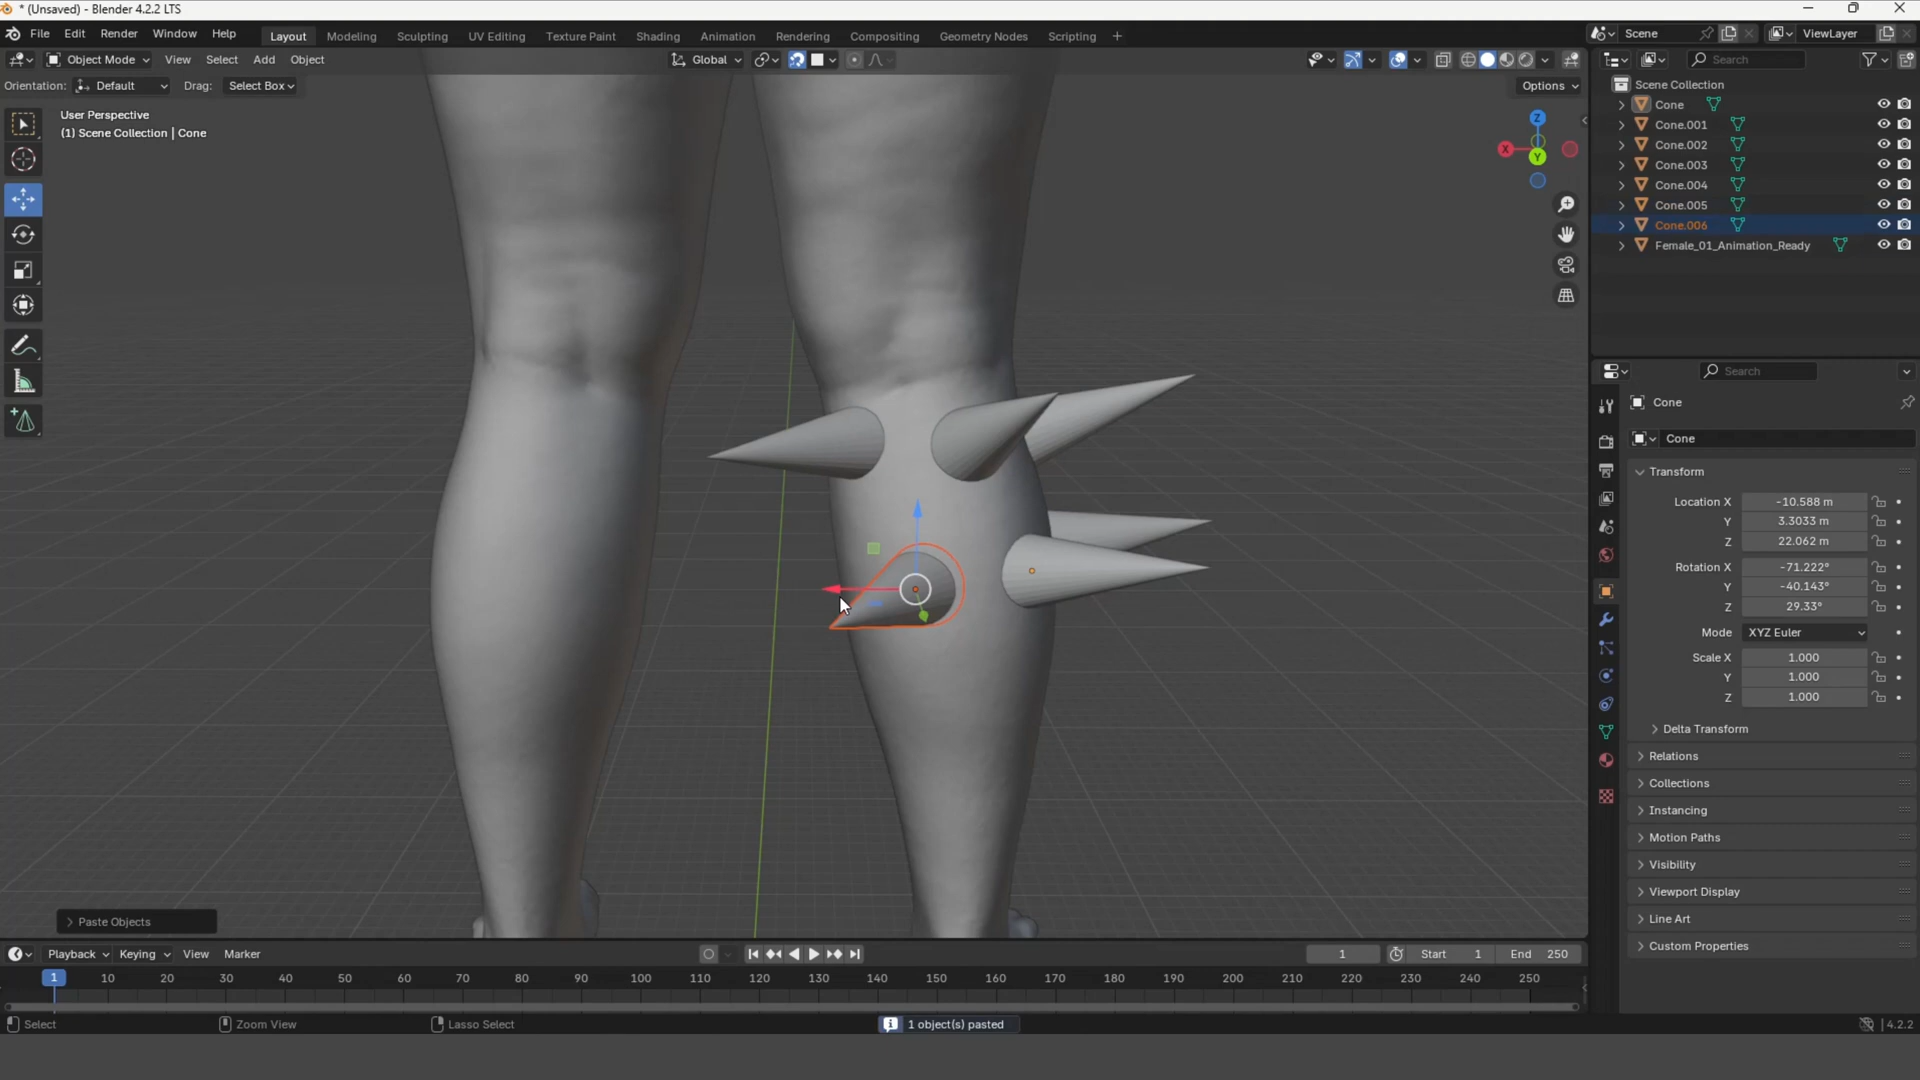 * (Unsaved) - Blender 4.2.2 LTS
File Edit Render Window Help Layout Modeling Sculpting UV Editing Texture Paint Shading Animation Rendering Compositing Geometry Nodes Scripting + Scene ViewLayer
Object Mode View Select Add Object Global Search
Orientation: Default Drag: Select Box Options
User Perspective
(1) Scene Collection | Cone
Z
X
Y
Scene Collection
Cone
Cone.001
Cone.002
Cone.003
Cone.004
Cone.005
Cone.006
Female_01_Animation_Ready
Search
Cone
Cone
Transform
Location X -10.588 m
Y 3.3033 m
Z 22.062 m
Rotation X -71.222°
Y -40.143°
Z 29.33°
Mode XYZ Euler
Scale X 1.000
Y 1.000
Z 1.000
Delta Transform
Relations
Collections
Instancing
Motion Paths
Visibility
Viewport Display
Line Art
Custom Properties
Paste Objects
Playback Keying View Marker 1 Start 1 End 250
1 10 20 30 40 50 60 70 80 90 100 110 120 130 140 150 160 170 180 190 200 210 220 230 240 250
Select Zoom View Lasso Select 1 object(s) pasted 4.2.2